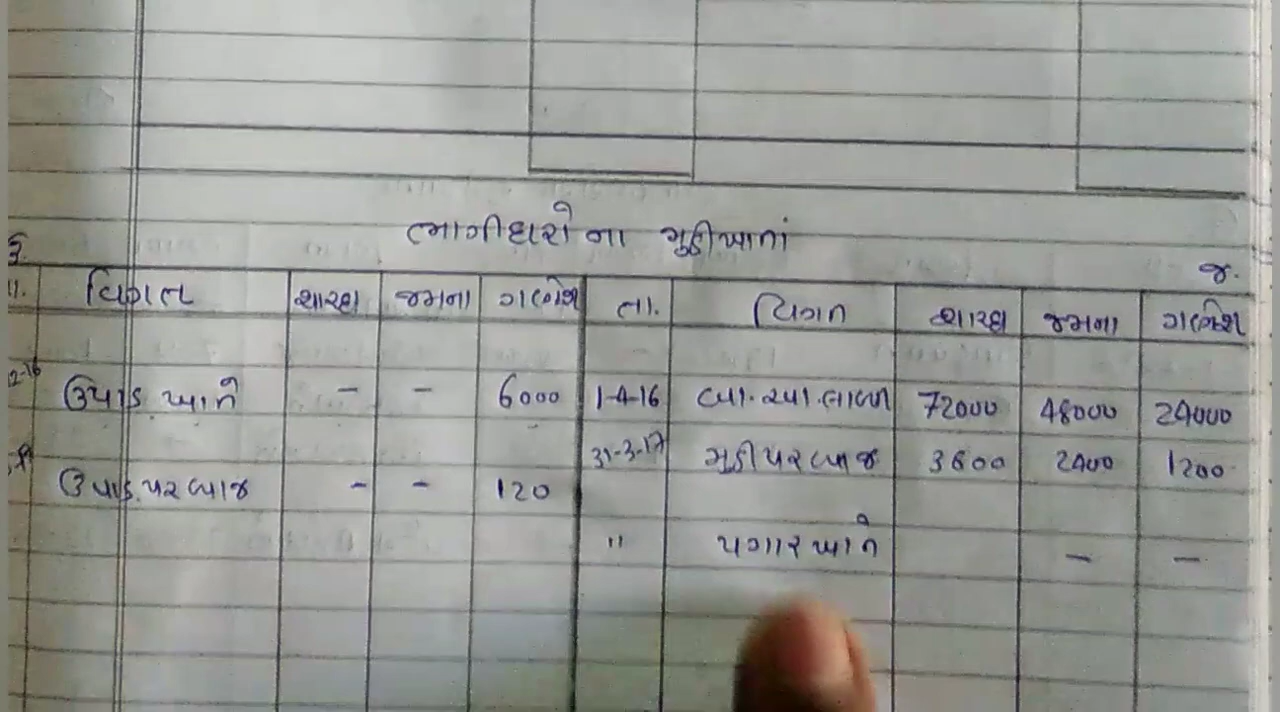 ભાગીદારોના મૂડીખાતાં
ઉ. જ.
તા. વિગત શારદા જમના ગણેશ તા. વિગત શારદા જમના ગણેશ
ઉપાડ ખાતે - - 6000 1-4-16 બા.આગળ લાવ્યા 72000 48000 24000
31-3-17 મૂડી પર વ્યાજ 3600 2400 1200
ઉપાડ પર વ્યાજ - - 120
" પગાર ખાતે - -